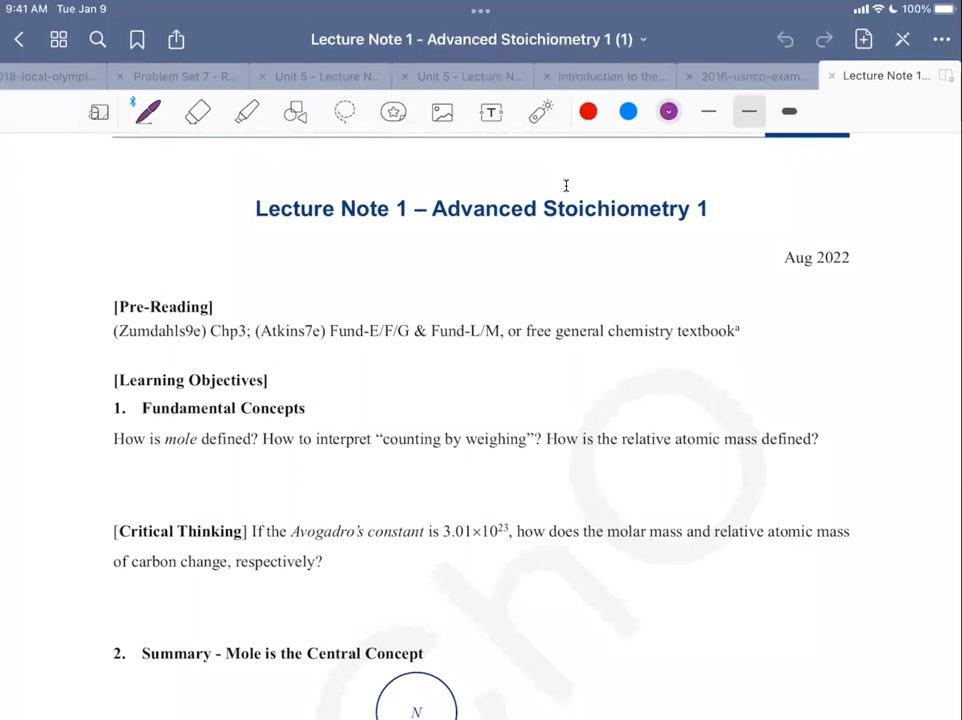 9:41 AM Tue Jan 9
100%
Lecture Note 1 - Advanced Stoichiometry 1 (1)
018-local-olympi...
Problem Set 7 - R...
Unit 5 - Lecture N...
Unit 5 - Lecture N...
Introduction to the...
2016-usnco-exam...
Lecture Note 1...
T
Lecture Note 1 – Advanced Stoichiometry 1
Aug 2022
[Pre-Reading]
(Zumdahls9e) Chp3; (Atkins7e) Fund-E/F/G & Fund-L/M, or free general chemistry textbookᵃ
[Learning Objectives]
1. Fundamental Concepts
How is mole defined? How to interpret “counting by weighing”? How is the relative atomic mass defined?
[Critical Thinking] If the Avogadro’s constant is 3.01×10²³, how does the molar mass and relative atomic mass
of carbon change, respectively?
2. Summary - Mole is the Central Concept
N